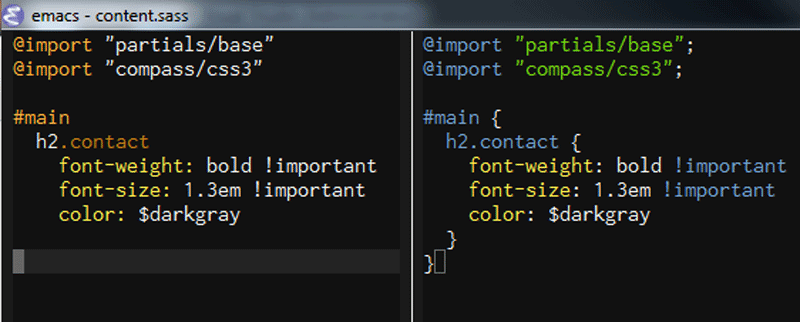 emacs - content.sass
@import "partials/base"
@import "compass/css3"
#main
h2.contact
font-weight: bold !important
font-size: 1.3em !important
color: $darkgray
@import "partials/base";
@import "compass/css3";
#main {
h2.contact {
font-weight: bold !important
font-size: 1.3em !important
color: $darkgray
}
}